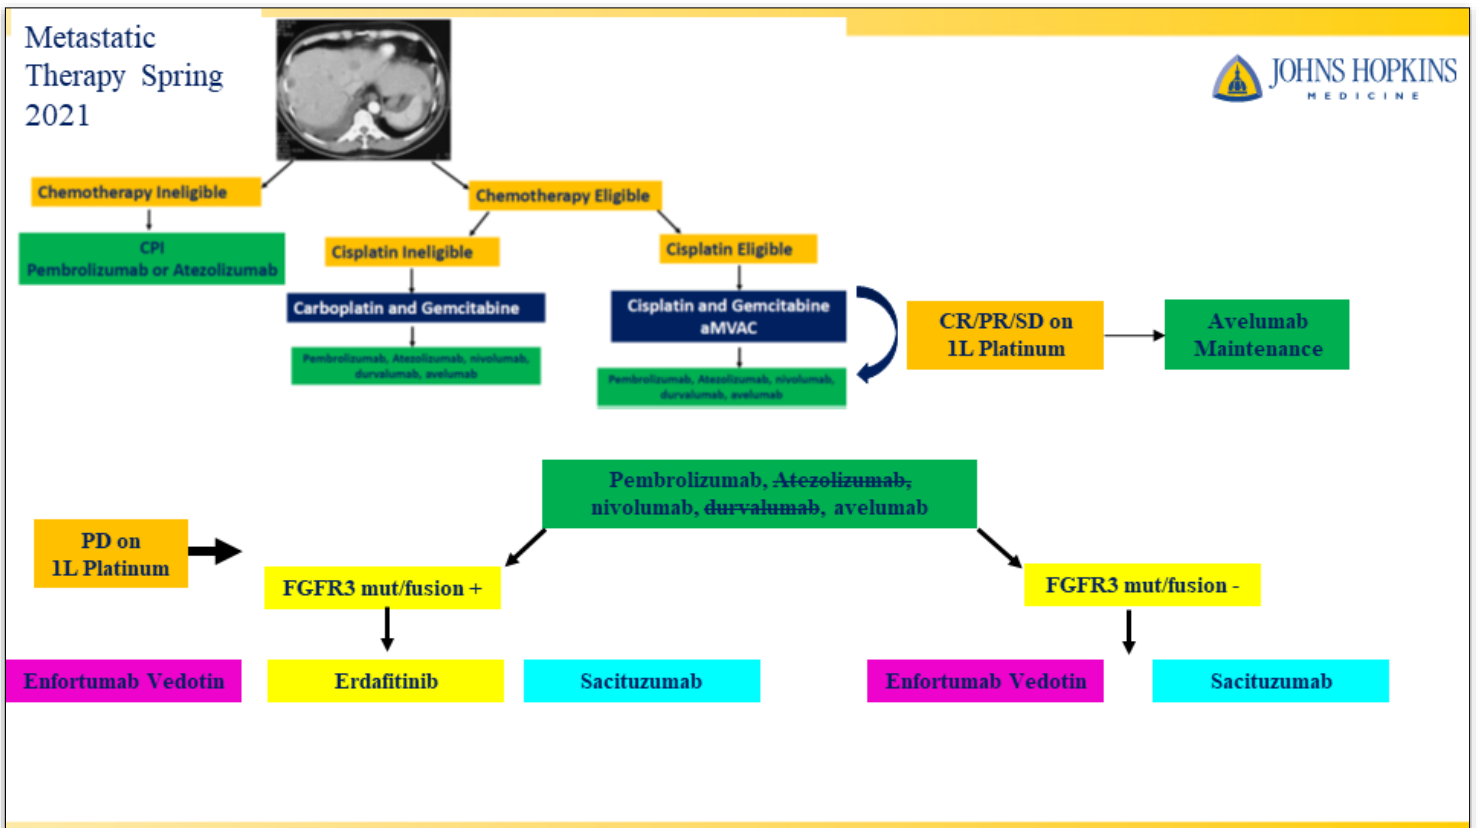 Metastatic
Therapy Spring
2021
JOHNS HOPKINS
MEDICINE
Chemotherapy Ineligible
Chemotherapy Eligible
CPI
Pembrolizumab or Atezolizumab
Cisplatin Ineligible
Cisplatin Eligible
Carboplatin and Gemcitabine
Cisplatin and Gemcitabine
aMVAC
CR/PR/SD on
1L Platinum
Avelumab
Maintenance
Pembrolizumab, Atezolizumab, nivolumab,
durvalumab, avelumab
Pembrolizumab, Atezolizumab, nivolumab,
durvalumab, avelumab
Pembrolizumab, Atezolizumab,
nivolumab, durvalumab, avelumab
PD on
1L Platinum
FGFR3 mut/fusion +
FGFR3 mut/fusion -
Enfortumab Vedotin
Erdafitinib
Sacituzumab
Enfortumab Vedotin
Sacituzumab